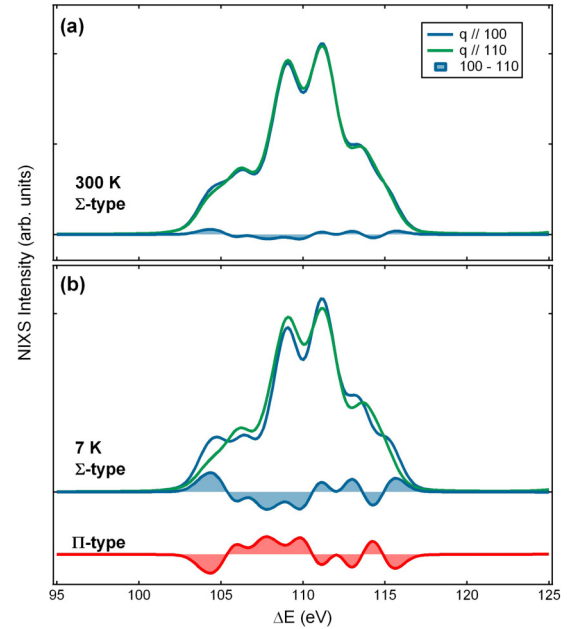 (a)
q // 100
q // 110
100 - 110
300 K
Σ-type
NIXS Intensity (arb. units)
(b)
7 K
Σ-type
Π-type
95 100 105 110 115 120 125
ΔE (eV)